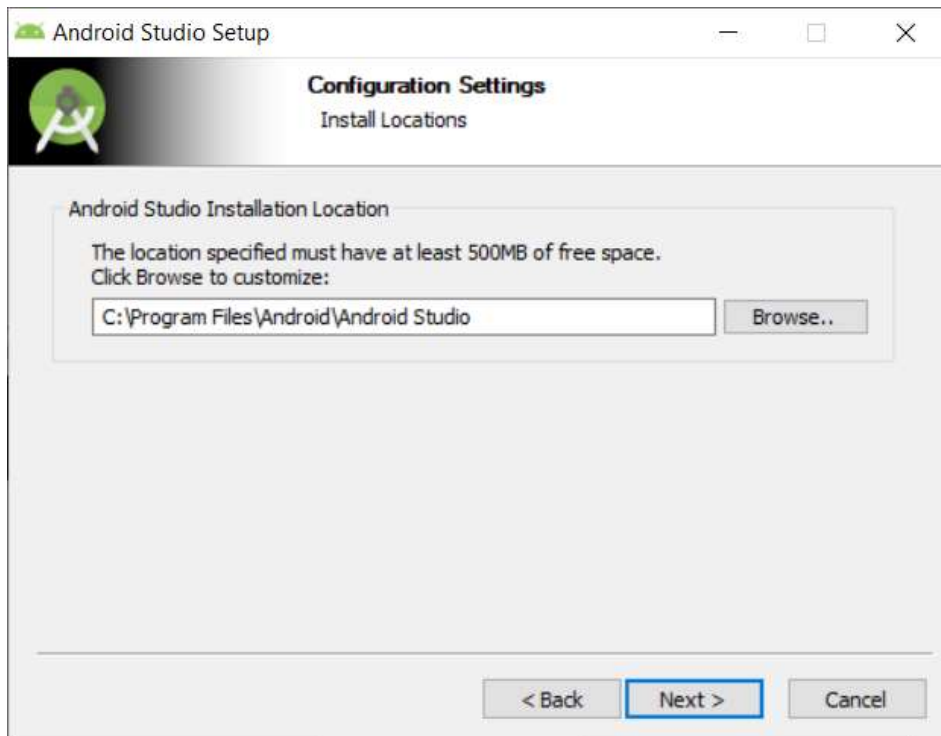 Android Studio Setup
Configuration Settings
Install Locations
Android Studio Installation Location
The location specified must have at least 500MB of free space.
Click Browse to customize:
C:\Program Files\Android\Android Studio
Browse..
< Back
Next >
Cancel